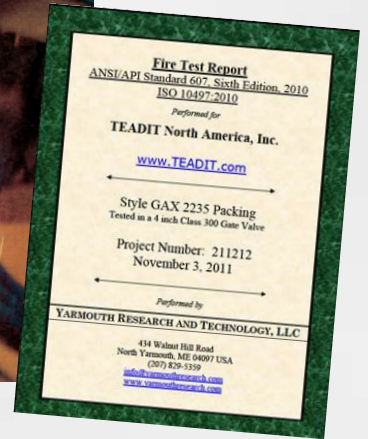 Fire Test Report
ANSI/API Standard 607, Sixth Edition, 2010
ISO 10497:2010
Performed for
TEADIT North America, Inc.
www.TEADIT.com
Style GAX 2235 Packing
Tested in a 4 inch Class 300 Gate Valve
Project Number: 211212
November 3, 2011
Performed by
YARMOUTH RESEARCH AND TECHNOLOGY, LLC
434 Walnut Hill Road
North Yarmouth, ME 04097 USA
(207) 829-5359
info@yarmouthresearch.com
www.yarmouthresearch.com